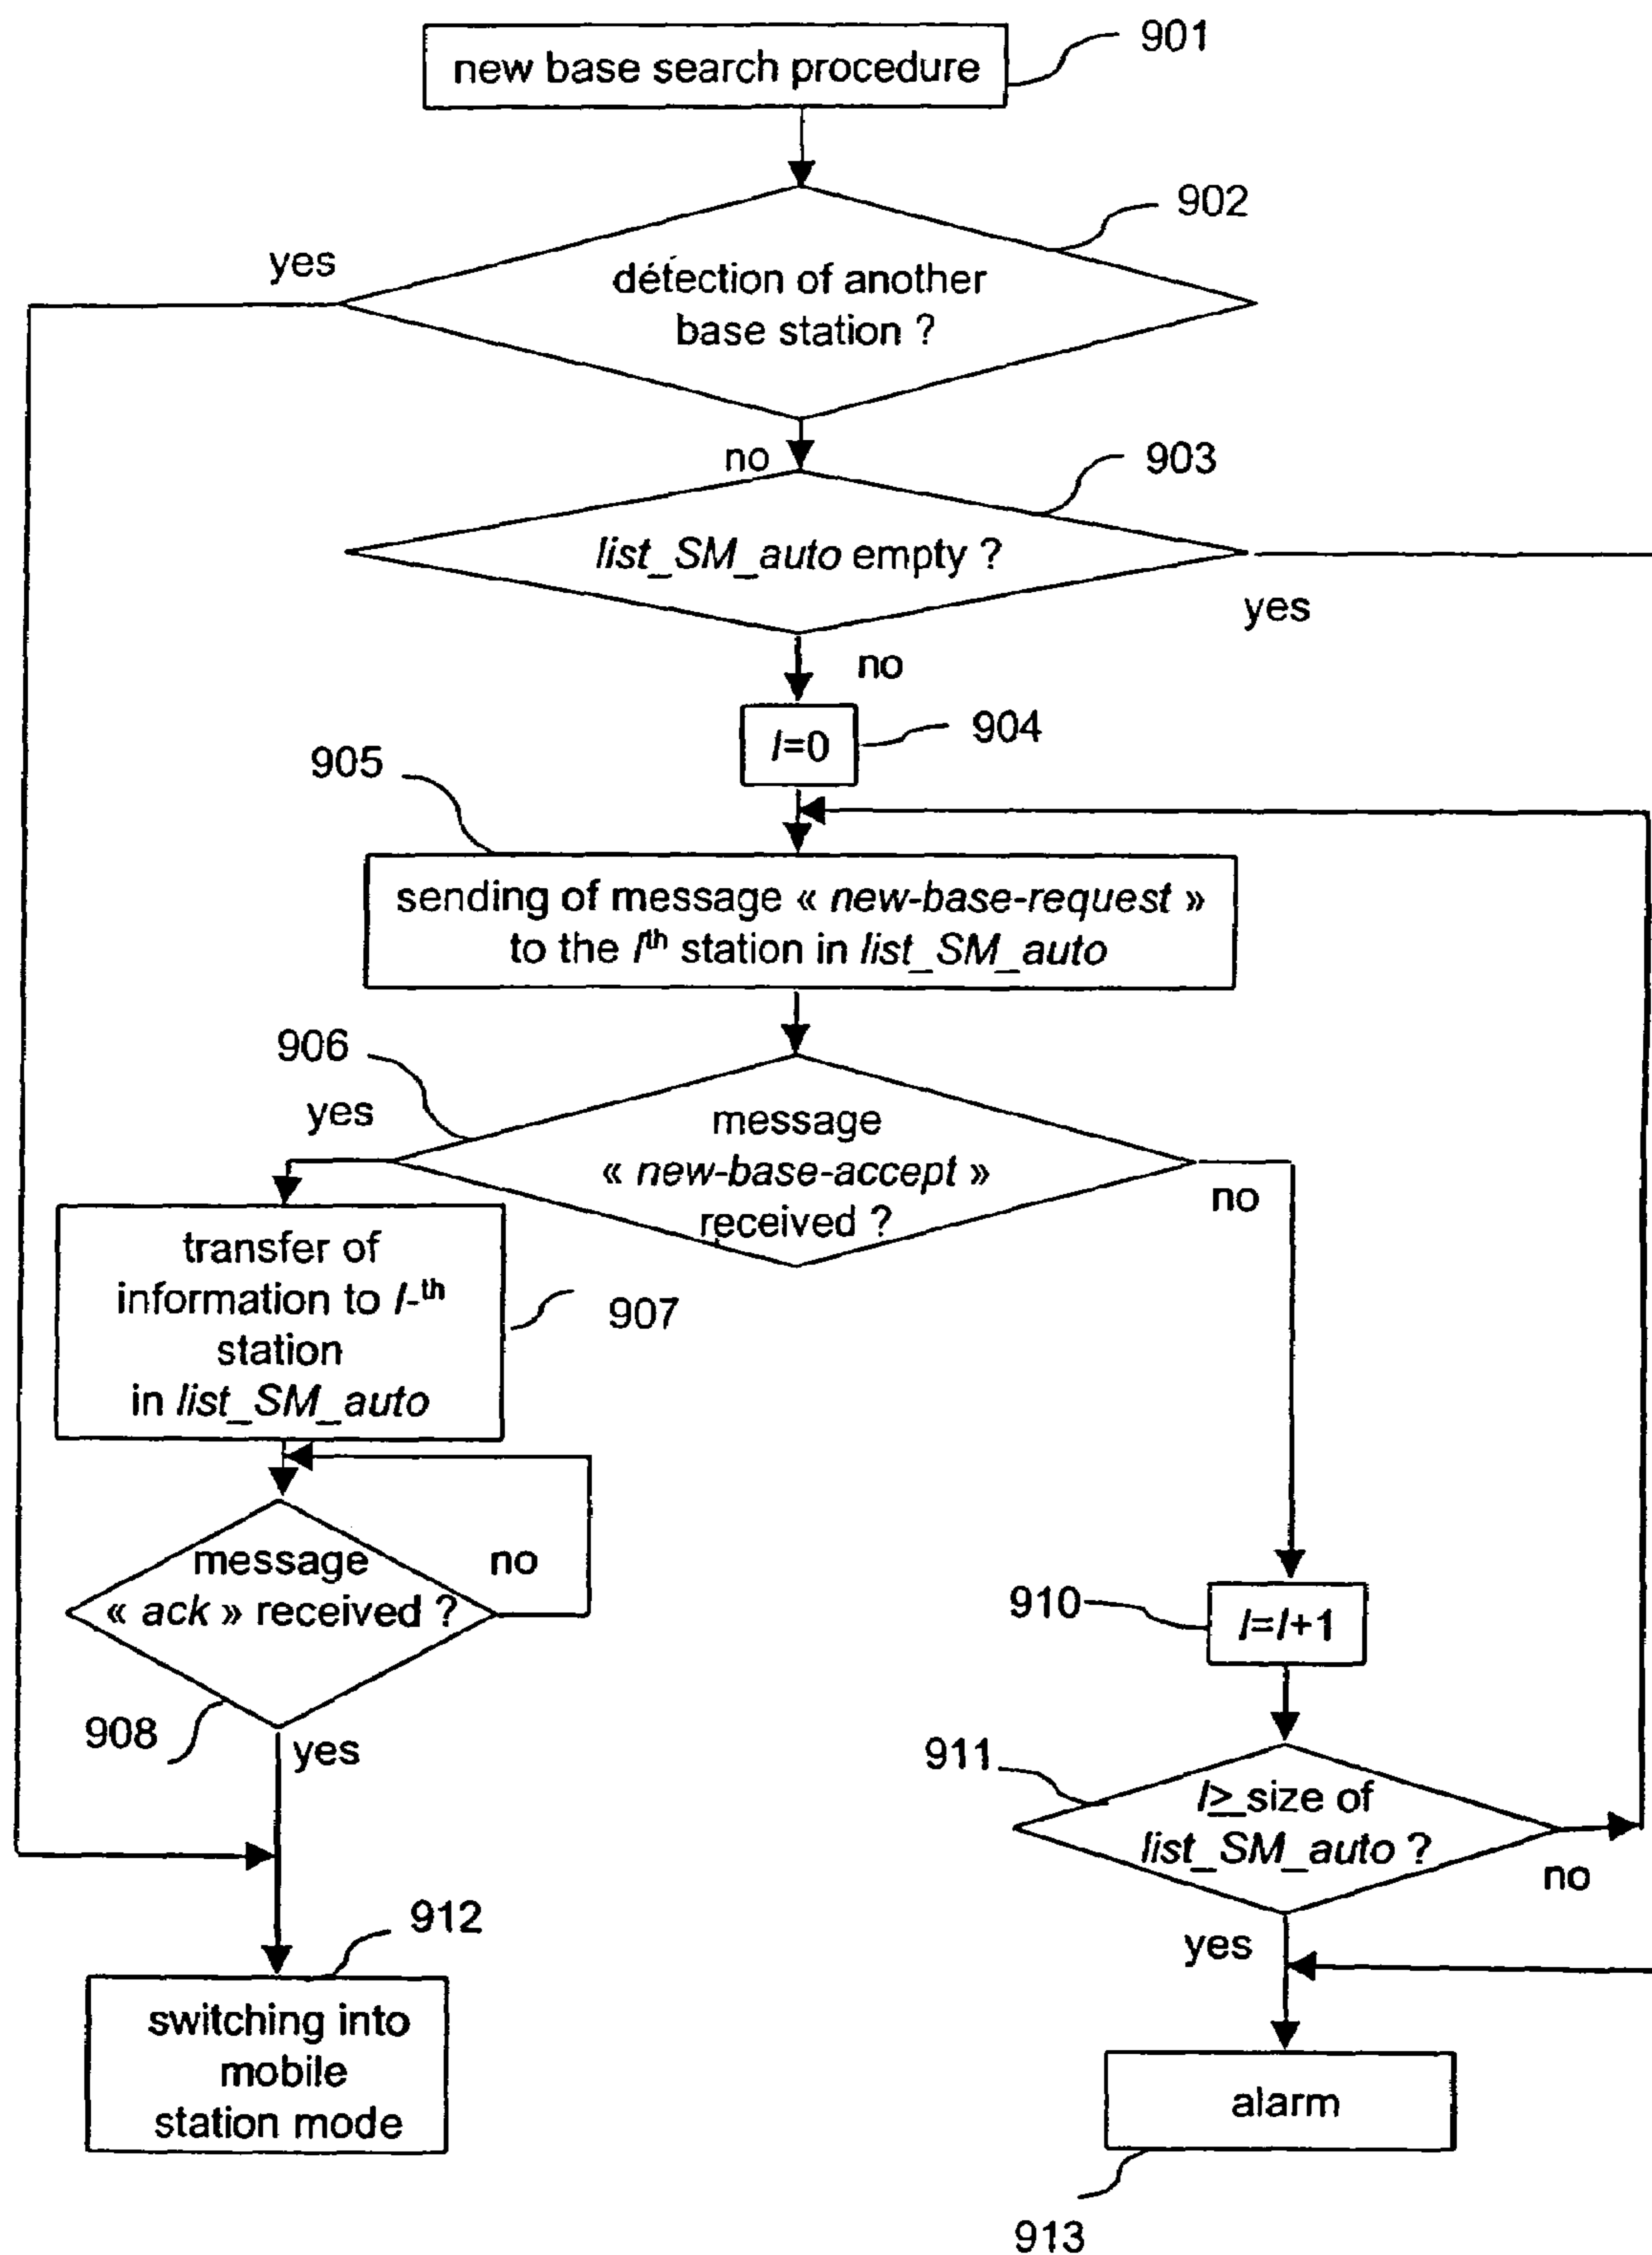 new base search procedure
901
902
yes
détection of another
base station ?
no
903
list_SM_auto empty ?
yes
no
l=0
904
905
sending of message « new-base-request »
to the lth station in list_SM_auto
906
yes
message
« new-base-accept »
received ?
no
transfer of
information to l-th
station
in list_SM_auto
907
message
« ack » received ?
no
908
yes
910
l=l+1
911
l≥ size of
list_SM_auto ?
no
yes
912
switching into
mobile
station mode
alarm
913